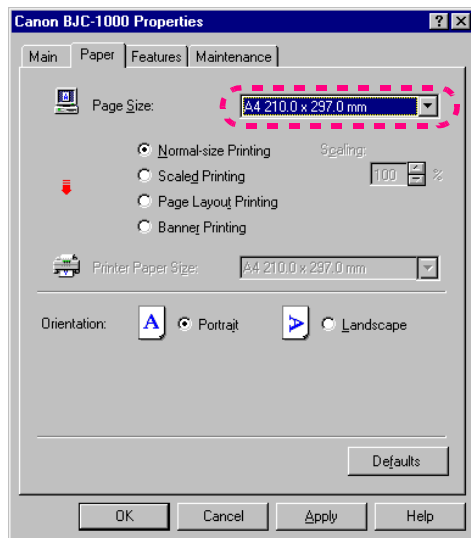 Canon BJC-1000 Properties
Main Paper Features Maintenance
Page Size: A4 210.0 x 297.0 mm
Normal-size Printing Scaling:
Scaled Printing 100 %
Page Layout Printing
Banner Printing
Printer Paper Size: A4 210.0 x 297.0 mm
Orientation: A Portrait A Landscape
Defaults
OK Cancel Apply Help